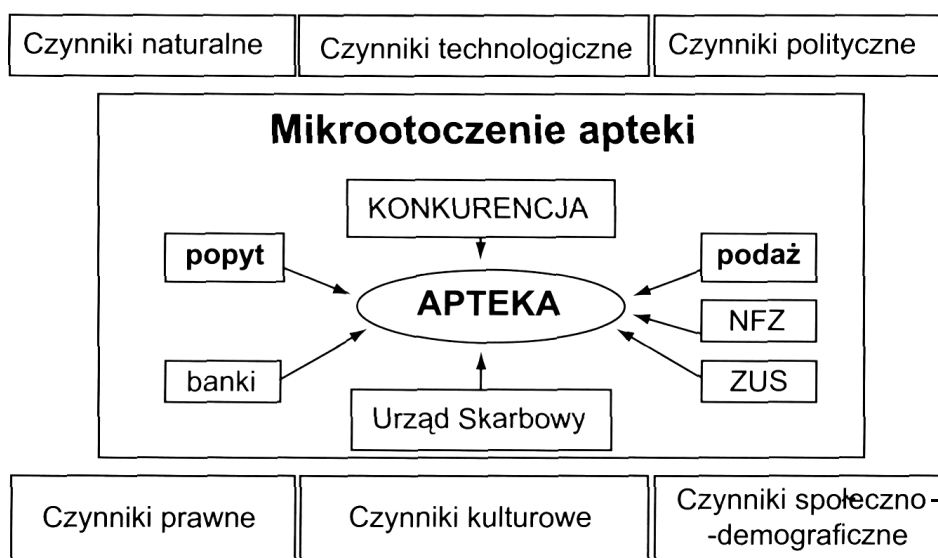 Czynniki naturalne
Czynniki technologiczne
Czynniki polityczne
Mikrootoczenie apteki
KONKURENCJA
popyt
podaż
APTEKA
NFZ
banki
ZUS
Urząd Skarbowy
Czynniki prawne
Czynniki kulturowe
Czynniki społeczno-
-demograficzne